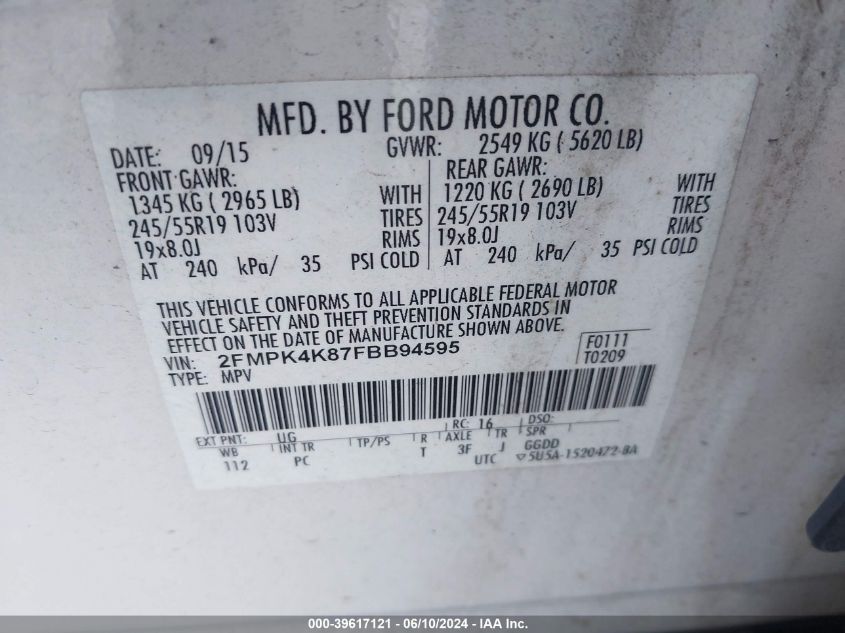 MFD. BY FORD MOTOR CO.
DATE: 09/15 GVWR: 2549 KG ( 5620 LB)
FRONT GAWR: REAR GAWR:
1345 KG ( 2965 LB) WITH 1220 KG ( 2690 LB) WITH
245/55R19 103V TIRES 245/55R19 103V TIRES
19x8.0J RIMS 19x8.0J RIMS
AT 240 kPa/ 35 PSI COLD AT 240 kPa/ 35 PSI COLD
THIS VEHICLE CONFORMS TO ALL APPLICABLE FEDERAL MOTOR
VEHICLE SAFETY AND THEFT PREVENTION STANDARDS IN
EFFECT ON THE DATE OF MANUFACTURE SHOWN ABOVE.
VIN: 2FMPK4K87FBB94595 F0111
TYPE: MPV T0209
EXT PNT: UG RC: 16 DSO:
WB INT TR TP/PS R AXLE TR SPR
112 PC T 3F J GGDD
UTC ▽5U5A-1520472-BA
000-39617121 - 06/10/2024 - IAA Inc.